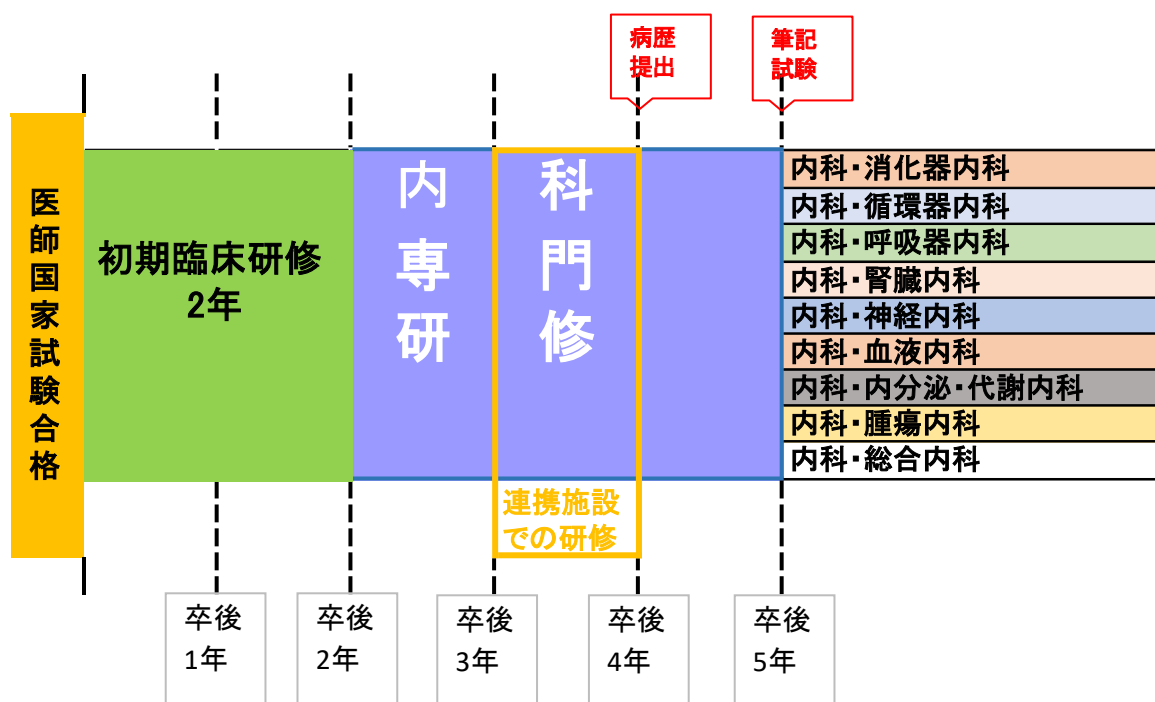 病歴
提出
筆記
試験
医師国家試験合格
初期臨床研修
2年
内科
専門
研修
連携施設
での研修
内科・消化器内科
内科・循環器内科
内科・呼吸器内科
内科・腎臓内科
内科・神経内科
内科・血液内科
内科・内分泌・代謝内科
内科・腫瘍内科
内科・総合内科
卒後
1年
卒後
2年
卒後
3年
卒後
4年
卒後
5年